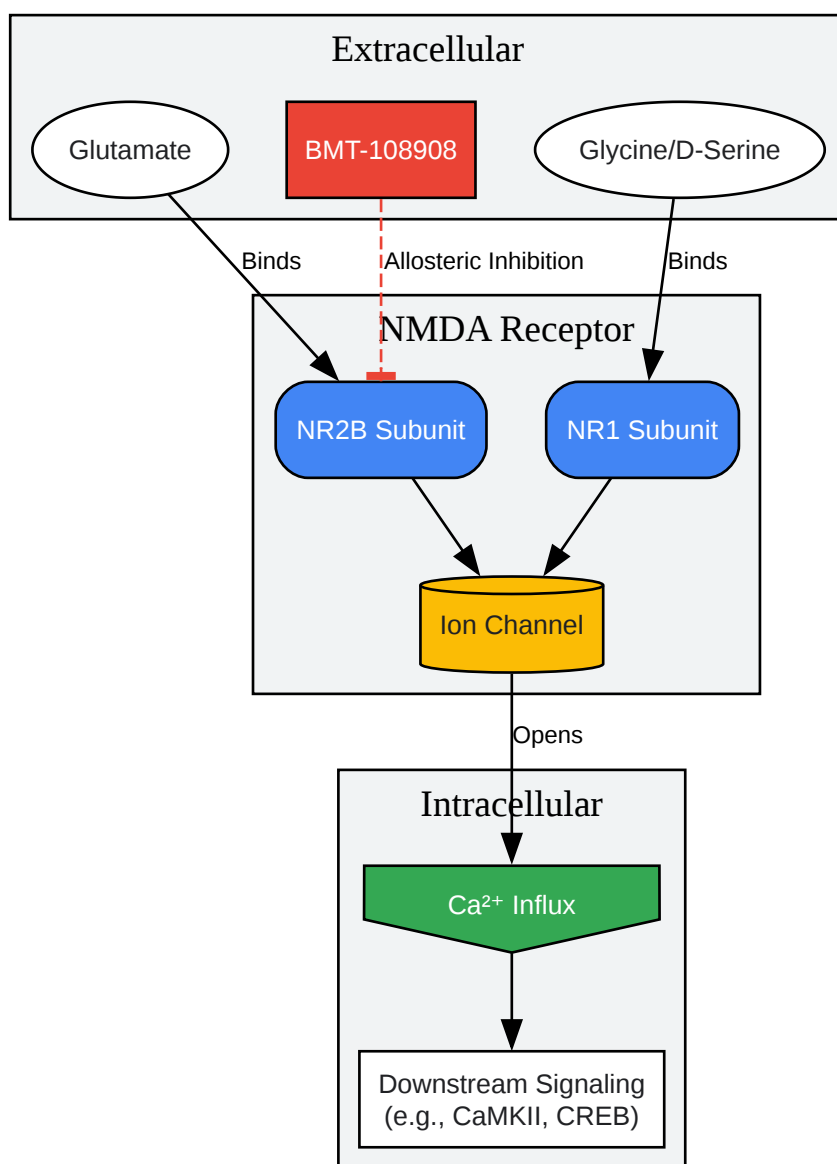 Extracellular
Glutamate
BMT-108908
Glycine/D-Serine
Binds
Allosteric Inhibition
Binds
NMDA Receptor
NR2B Subunit
NR1 Subunit
Ion Channel
Opens
Intracellular
Ca²⁺ Influx
Downstream Signaling
(e.g., CaMKII, CREB)